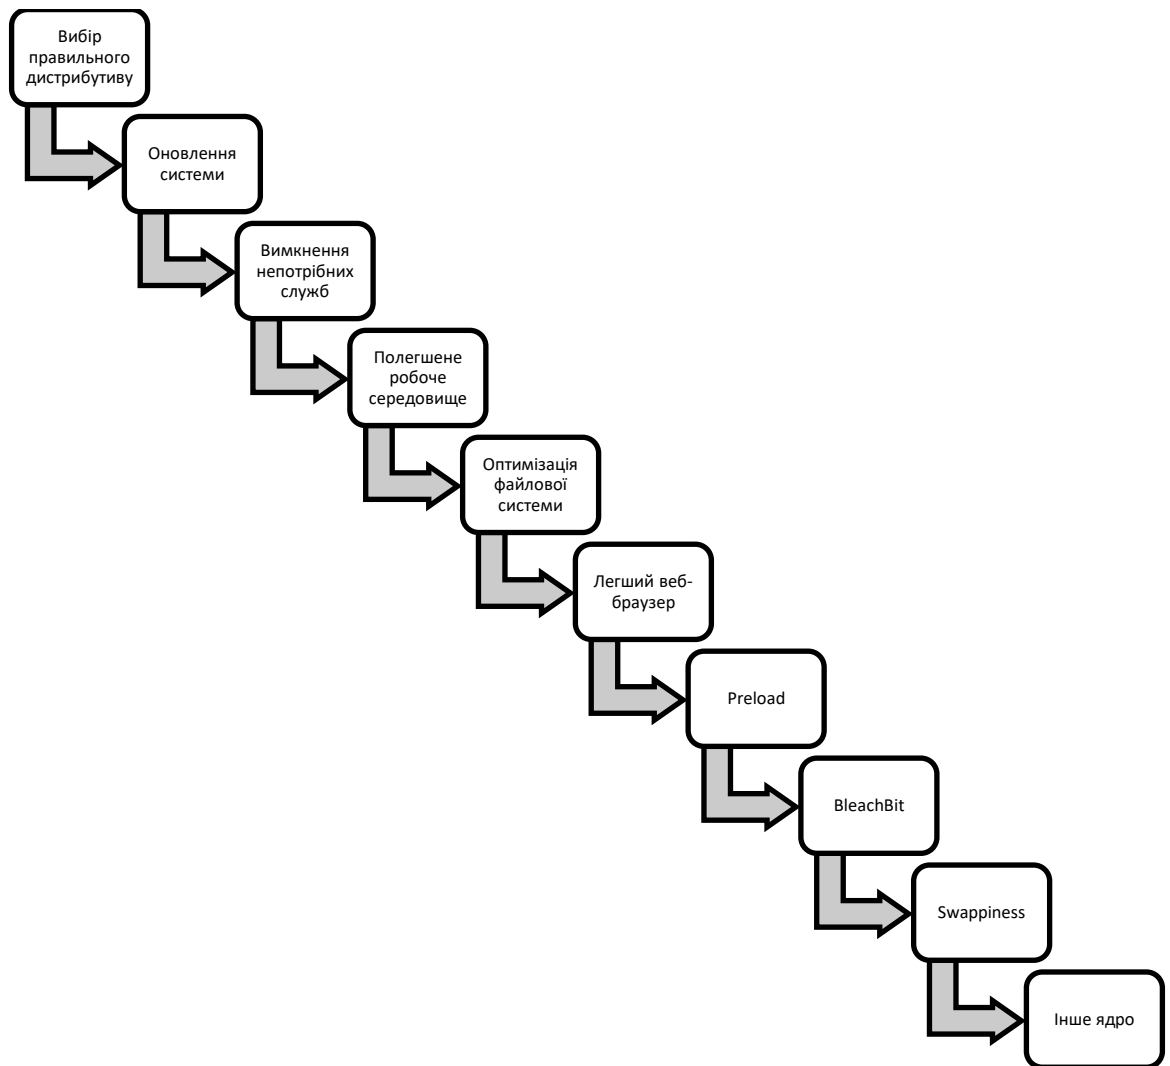 Вибір
правильного
дистрибутиву
Оновлення
системи
Вимкнення
непотрібних
служб
Полегшене
робоче
середовище
Оптимізація
файлової
системи
Легший веб-
браузер
Preload
BleachBit
Swappiness
Інше ядро